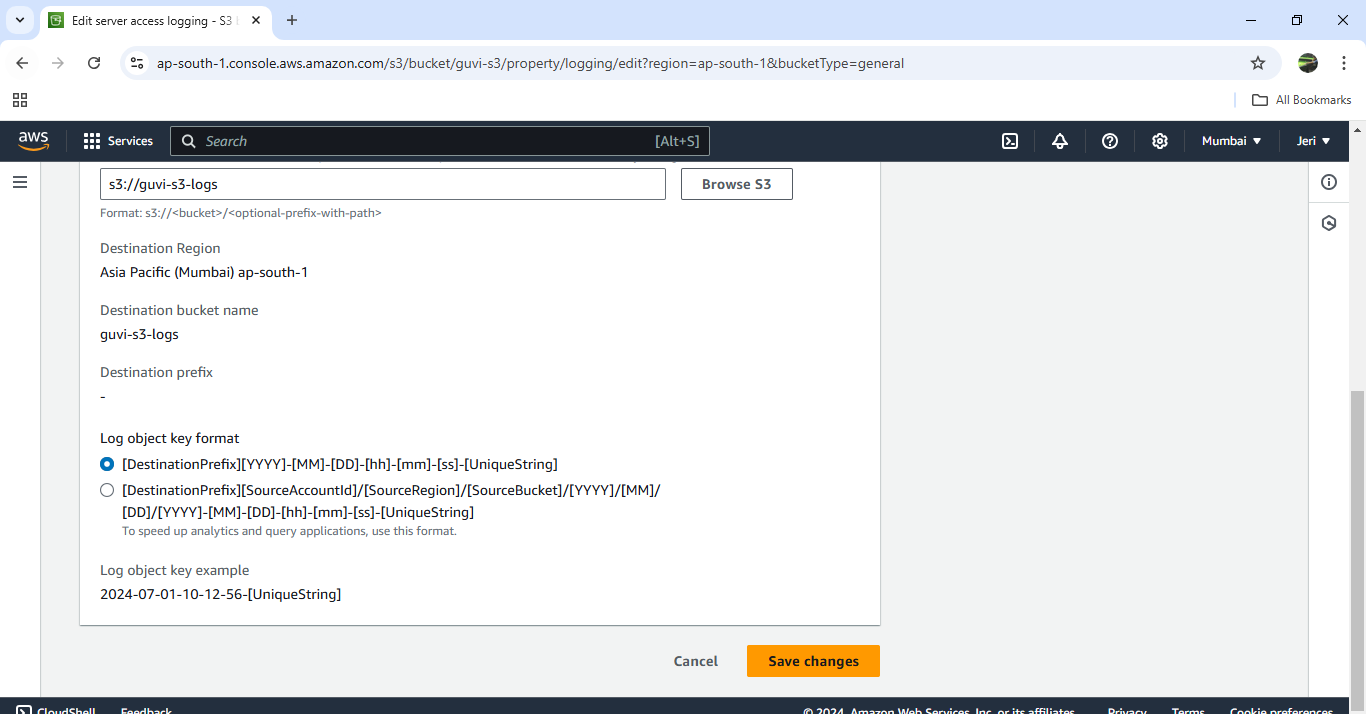 Edit server access logging - S3
ap-south-1.console.aws.amazon.com/s3/bucket/guvi-s3/property/logging/edit?region=ap-south-1&bucketType=general
All Bookmarks
aws
Services
Search
[Alt+S]
Mumbai
Jeri
s3://guvi-s3-logs
Browse S3
Format: s3://<bucket>/<optional-prefix-with-path>
Destination Region
Asia Pacific (Mumbai) ap-south-1
Destination bucket name
guvi-s3-logs
Destination prefix
-
Log object key format
[DestinationPrefix][YYYY]-[MM]-[DD]-[hh]-[mm]-[ss]-[UniqueString]
[DestinationPrefix][SourceAccountId]/[SourceRegion]/[SourceBucket]/[YYYY]/[MM]/
[DD]/[YYYY]-[MM]-[DD]-[hh]-[mm]-[ss]-[UniqueString]
To speed up analytics and query applications, use this format.
Log object key example
2024-07-01-10-12-56-[UniqueString]
Cancel
Save changes
CloudShell
Feedback
© 2024, Amazon Web Services, Inc. or its affiliates.
Privacy
Terms
Cookie preferences